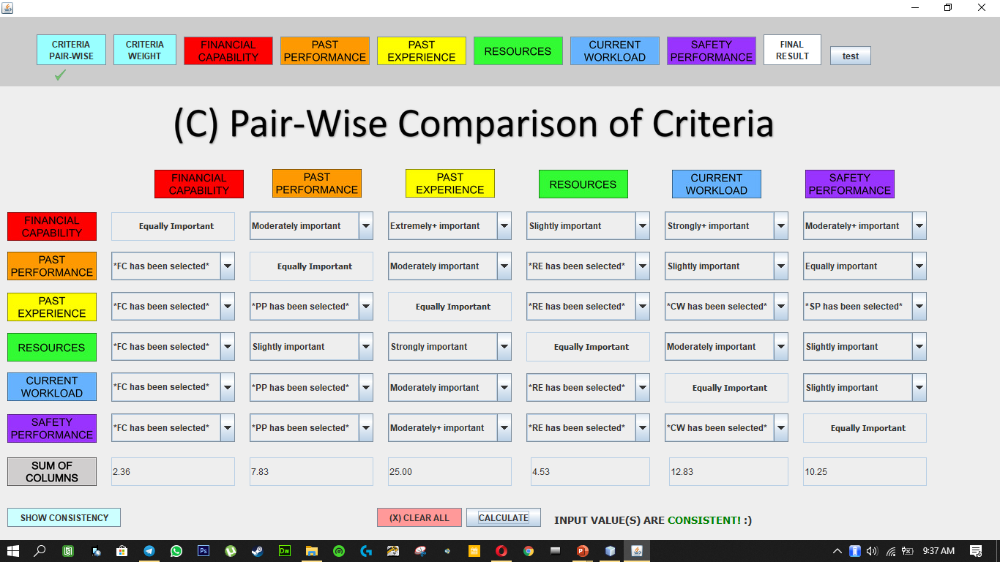 CRITERIA
PAIR-WISE
CRITERIA
WEIGHT
FINANCIAL
CAPABILITY
PAST
PERFORMANCE
PAST
EXPERIENCE
RESOURCES
CURRENT
WORKLOAD
SAFETY
PERFORMANCE
FINAL
RESULT
test
(C) Pair-Wise Comparison of Criteria
FINANCIAL
CAPABILITY
PAST
PERFORMANCE
PAST
EXPERIENCE
RESOURCES
CURRENT
WORKLOAD
SAFETY
PERFORMANCE
FINANCIAL
CAPABILITY
Equally Important
Moderately important
Extremely+ important
Slightly important
Strongly+ important
Moderately+ important
PAST
PERFORMANCE
*FC has been selected*
Equally Important
Moderately important
*RE has been selected*
Slightly important
Equally important
PAST
EXPERIENCE
*FC has been selected*
*PP has been selected*
Equally Important
*RE has been selected*
*CW has been selected*
*SP has been selected*
RESOURCES
*FC has been selected*
Slightly important
Strongly important
Equally Important
Moderately important
Slightly important
CURRENT
WORKLOAD
*FC has been selected*
*PP has been selected*
Moderately important
*RE has been selected*
Equally Important
Slightly important
SAFETY
PERFORMANCE
*FC has been selected*
*PP has been selected*
Moderately+ important
*RE has been selected*
*CW has been selected*
Equally Important
SUM OF
COLUMNS
2.36
7.83
25.00
4.53
12.83
10.25
SHOW CONSISTENCY
(X) CLEAR ALL
CALCULATE
INPUT VALUE(S) ARE CONSISTENT! :)
Ps
Dw
9:37 AM